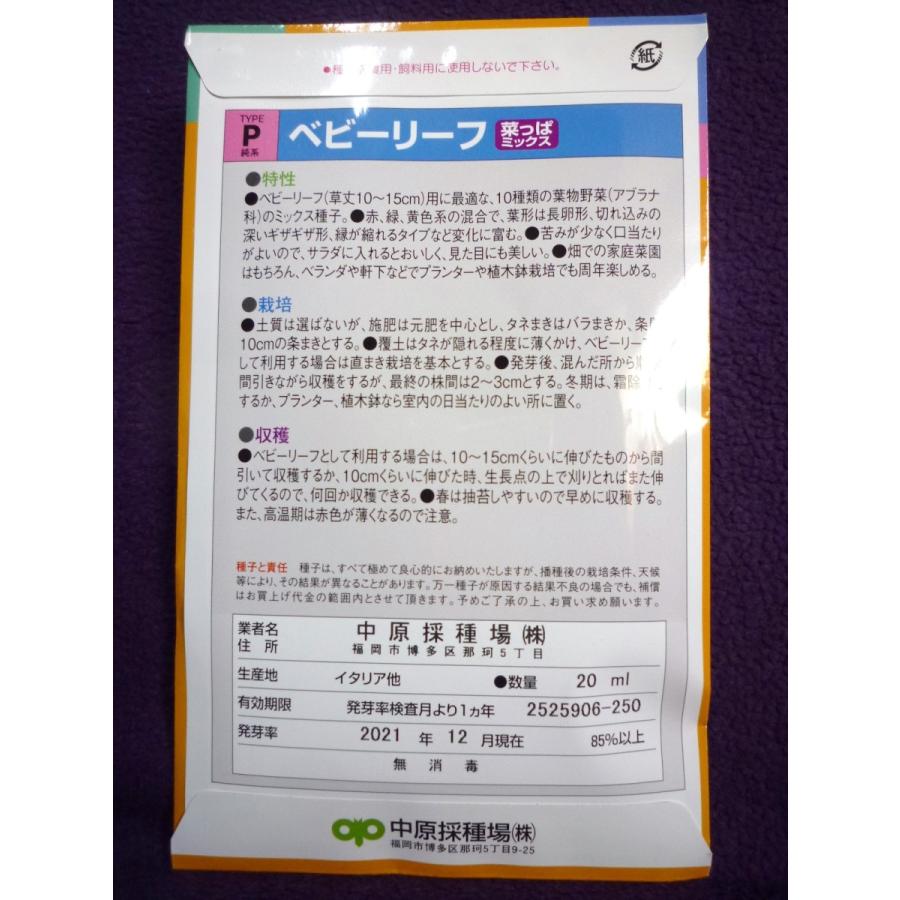 紙
●種 食用・飼料用に使用しないで下さい。
TYPE
P
純系
ベビーリーフ 菜っぱ
ミックス
●特性
●ベビーリーフ(草丈10～15cm)用に最適な、10種類の葉物野菜(アブラナ
科)のミックス種子。●赤、緑、黄色系の混合で、葉形は長卵形、切れ込みの
深いギザギザ形、縁が縮れるタイプなど変化に富む。●苦みが少なく口当たり
がよいので、サラダに入れるとおいしく、見た目にも美しい。●畑での家庭菜園
はもちろん、ベランダや軒下などでプランターや植木鉢栽培でも周年楽しめる。
●栽培
●土質は選ばないが、施肥は元肥を中心とし、タネまきはバラまきか、条
10cmの条まきとする。●覆土はタネが隠れる程度に薄くかけ、ベビーリー
して利用する場合は直まき栽培を基本とする。●発芽後、混んだ所から
間引きながら収穫をするが、最終の株間は2～3cmとする。冬期は、霜除
するか、プランター、植木鉢なら室内の日当たりのよい所に置く。
●収穫
●ベビーリーフとして利用する場合は、10～15cmくらいに伸びたものから間
引いて収穫するか、10cmくらいに伸びた時、生長点の上で刈りとればまた伸
びてくるので、何回か収穫できる。●春は抽苔しやすいので早めに収穫する。
また、高温期は赤色が薄くなるので注意。
種子と責任 種子は、すべて極めて良心的にお納めいたしますが、播種後の栽培条件、天候
等により、その結果が異なることがあります。万一種子が原因する結果不良の場合でも、補償
はお買上げ代金の範囲内とさせて頂きます。予めご了承の上、お買い求め願います。
業者名 中原採種場㈱
住所 福岡市博多区那珂5丁目
生産地 イタリア他 ●数量 20 ml
有効期限 発芽率検査月より1ヵ年 2525906-250
発芽率 2021 年 12 月現在 85%以上
無消毒
中原採種場㈱
福岡市博多区那珂5丁目9-25